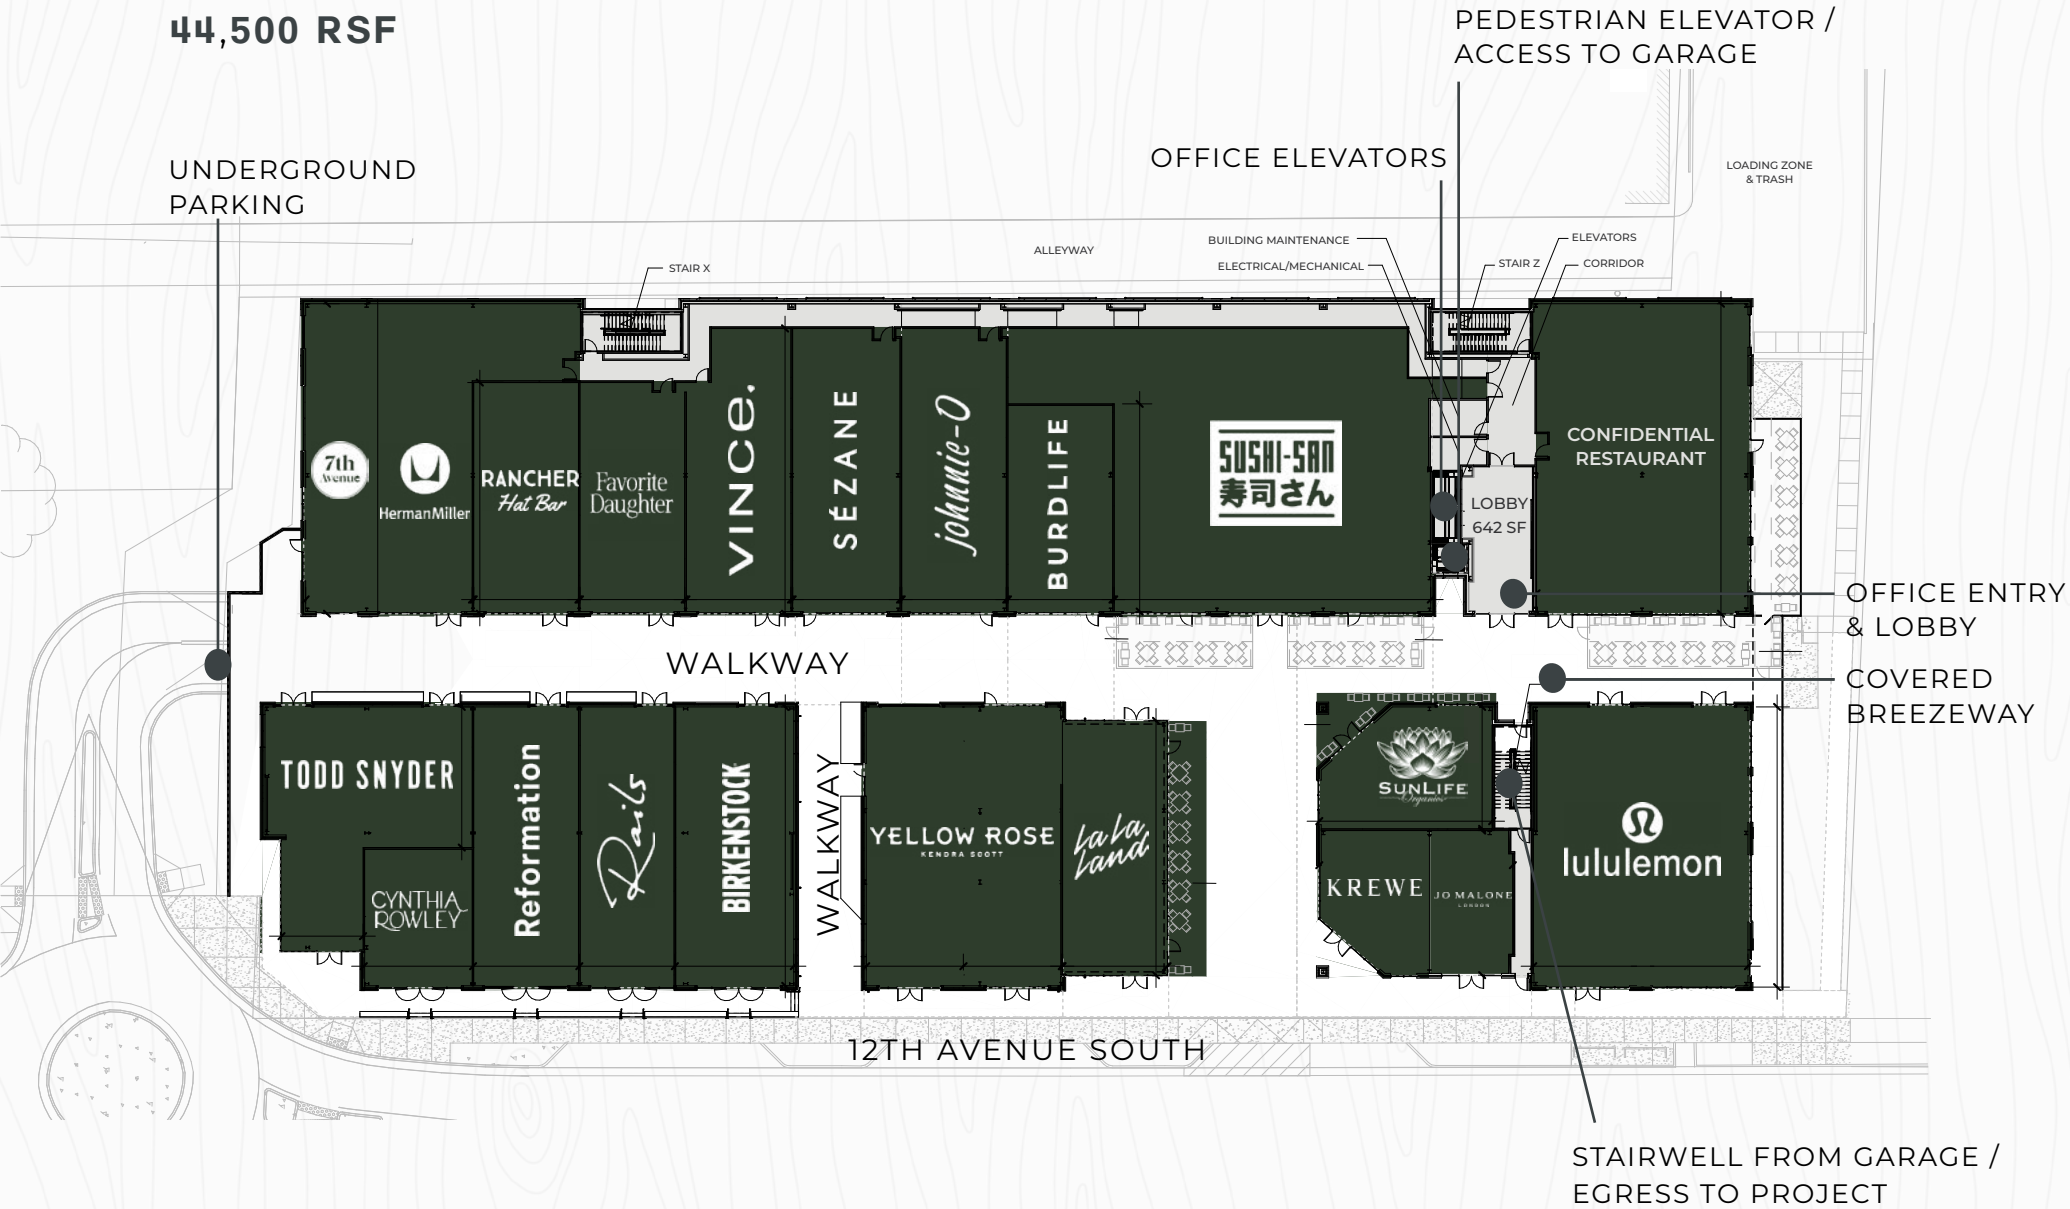 44,500 RSF
PEDESTRIAN ELEVATOR /
ACCESS TO GARAGE
OFFICE ELEVATORS
UNDERGROUND
PARKING
LOADING ZONE
& TRASH
ALLEYWAY
BUILDING MAINTENANCE
ELECTRICAL/MECHANICAL
ELEVATORS
STAIR Z
CORRIDOR
STAIR X
7th
Avenue
HermanMiller
RANCHER
Hat Bar
Favorite
Daughter
VINCE.
SÉZANE
johnnie-O
BURDLIFE
SUSHI-SAN
寿司さん
LOBBY
642 SF
CONFIDENTIAL
RESTAURANT
OFFICE ENTRY
& LOBBY
WALKWAY
COVERED
BREEZEWAY
TODD SNYDER
CYNTHIA
ROWLEY
Reformation
Rails
BIRKENSTOCK
WALKWAY
YELLOW ROSE
KENDRA SCOTT
La La
Land
SUNLIFE
Organics
KREWE
JO MALONE
LONDON
lululemon
12TH AVENUE SOUTH
STAIRWELL FROM GARAGE /
EGRESS TO PROJECT